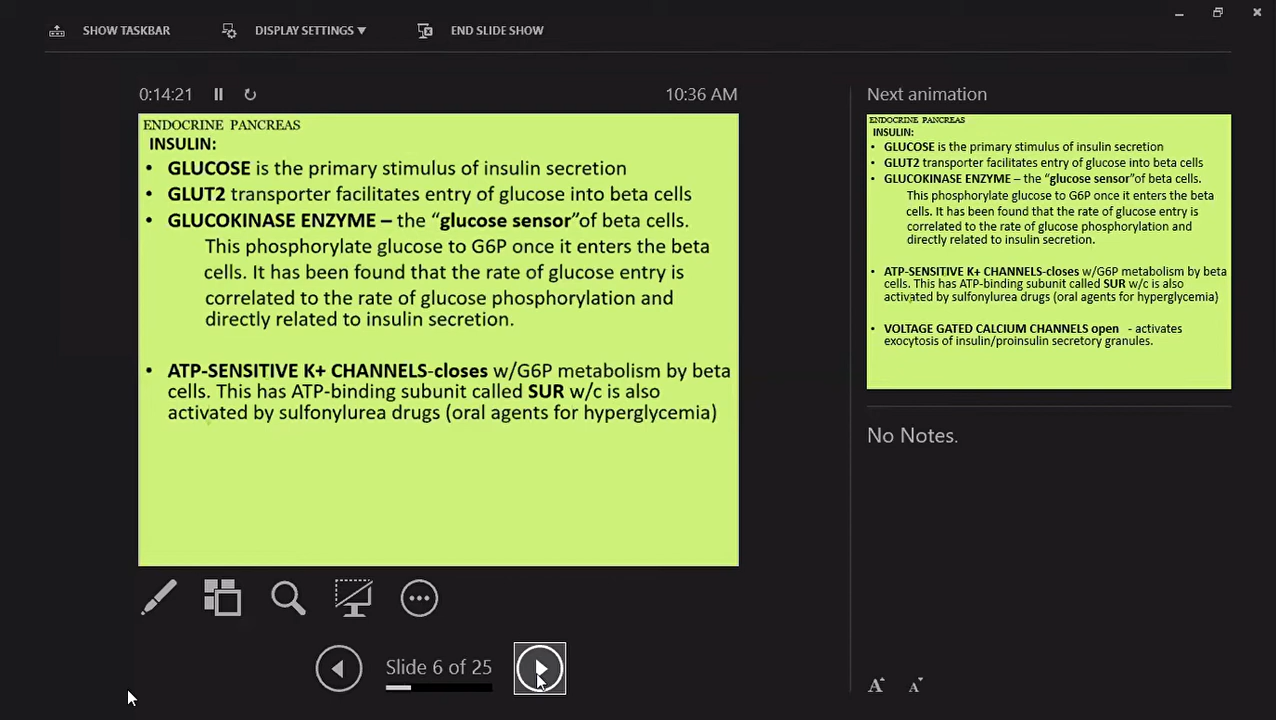 SHOW TASKBAR
DISPLAY SETTINGS ▼
END SLIDE SHOW
0:14:21
10:36 AM
ENDOCRINE PANCREAS
INSULIN:
• GLUCOSE is the primary stimulus of insulin secretion
• GLUT2 transporter facilitates entry of glucose into beta cells
• GLUCOKINASE ENZYME – the “glucose sensor”of beta cells.
This phosphorylate glucose to G6P once it enters the beta
cells. It has been found that the rate of glucose entry is
correlated to the rate of glucose phosphorylation and
directly related to insulin secretion.
• ATP-SENSITIVE K+ CHANNELS-closes w/G6P metabolism by beta
cells. This has ATP-binding subunit called SUR w/c is also
activated by sulfonylurea drugs (oral agents for hyperglycemia)
Slide 6 of 25
Next animation
ENDOCRINE PANCREAS
INSULIN:
• GLUCOSE is the primary stimulus of insulin secretion
• GLUT2 transporter facilitates entry of glucose into beta cells
• GLUCOKINASE ENZYME – the “glucose sensor”of beta cells.
This phosphorylate glucose to G6P once it enters the beta
cells. It has been found that the rate of glucose entry is
correlated to the rate of glucose phosphorylation and
directly related to insulin secretion.
• ATP-SENSITIVE K+ CHANNELS-closes w/G6P metabolism by beta
cells. This has ATP-binding subunit called SUR w/c is also
activated by sulfonylurea drugs (oral agents for hyperglycemia)
• VOLTAGE GATED CALCIUM CHANNELS open - activates
exocytosis of insulin/proinsulin secretory granules.
No Notes.
A A